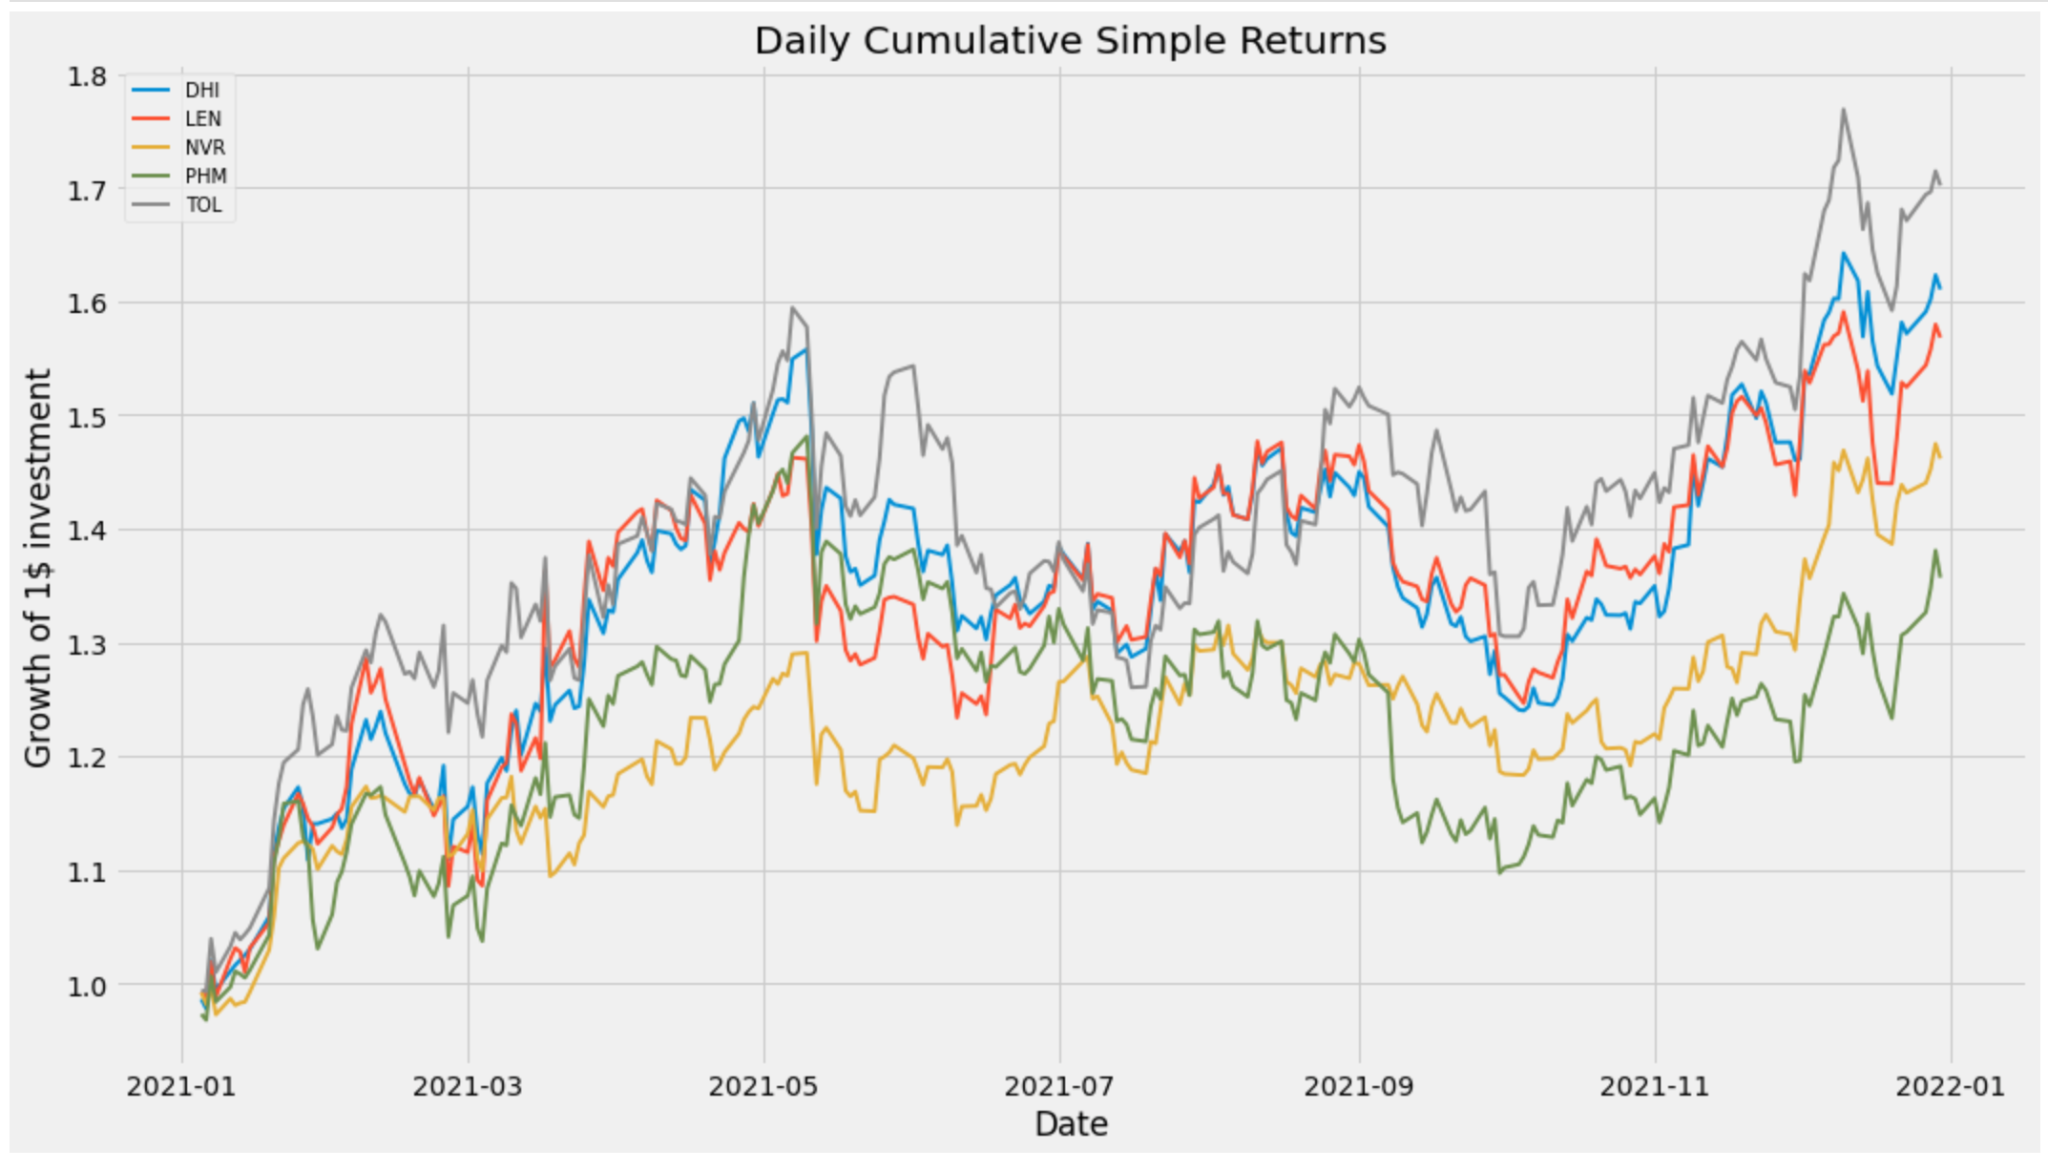 Daily Cumulative Simple Returns
DHI
LEN
NVR
PHM
TOL
Growth of 1$ investment
1.8
1.7
1.6
1.5
1.4
1.3
1.2
1.1
1.0
2021-01 2021-03 2021-05 2021-07 2021-09 2021-11 2022-01
Date